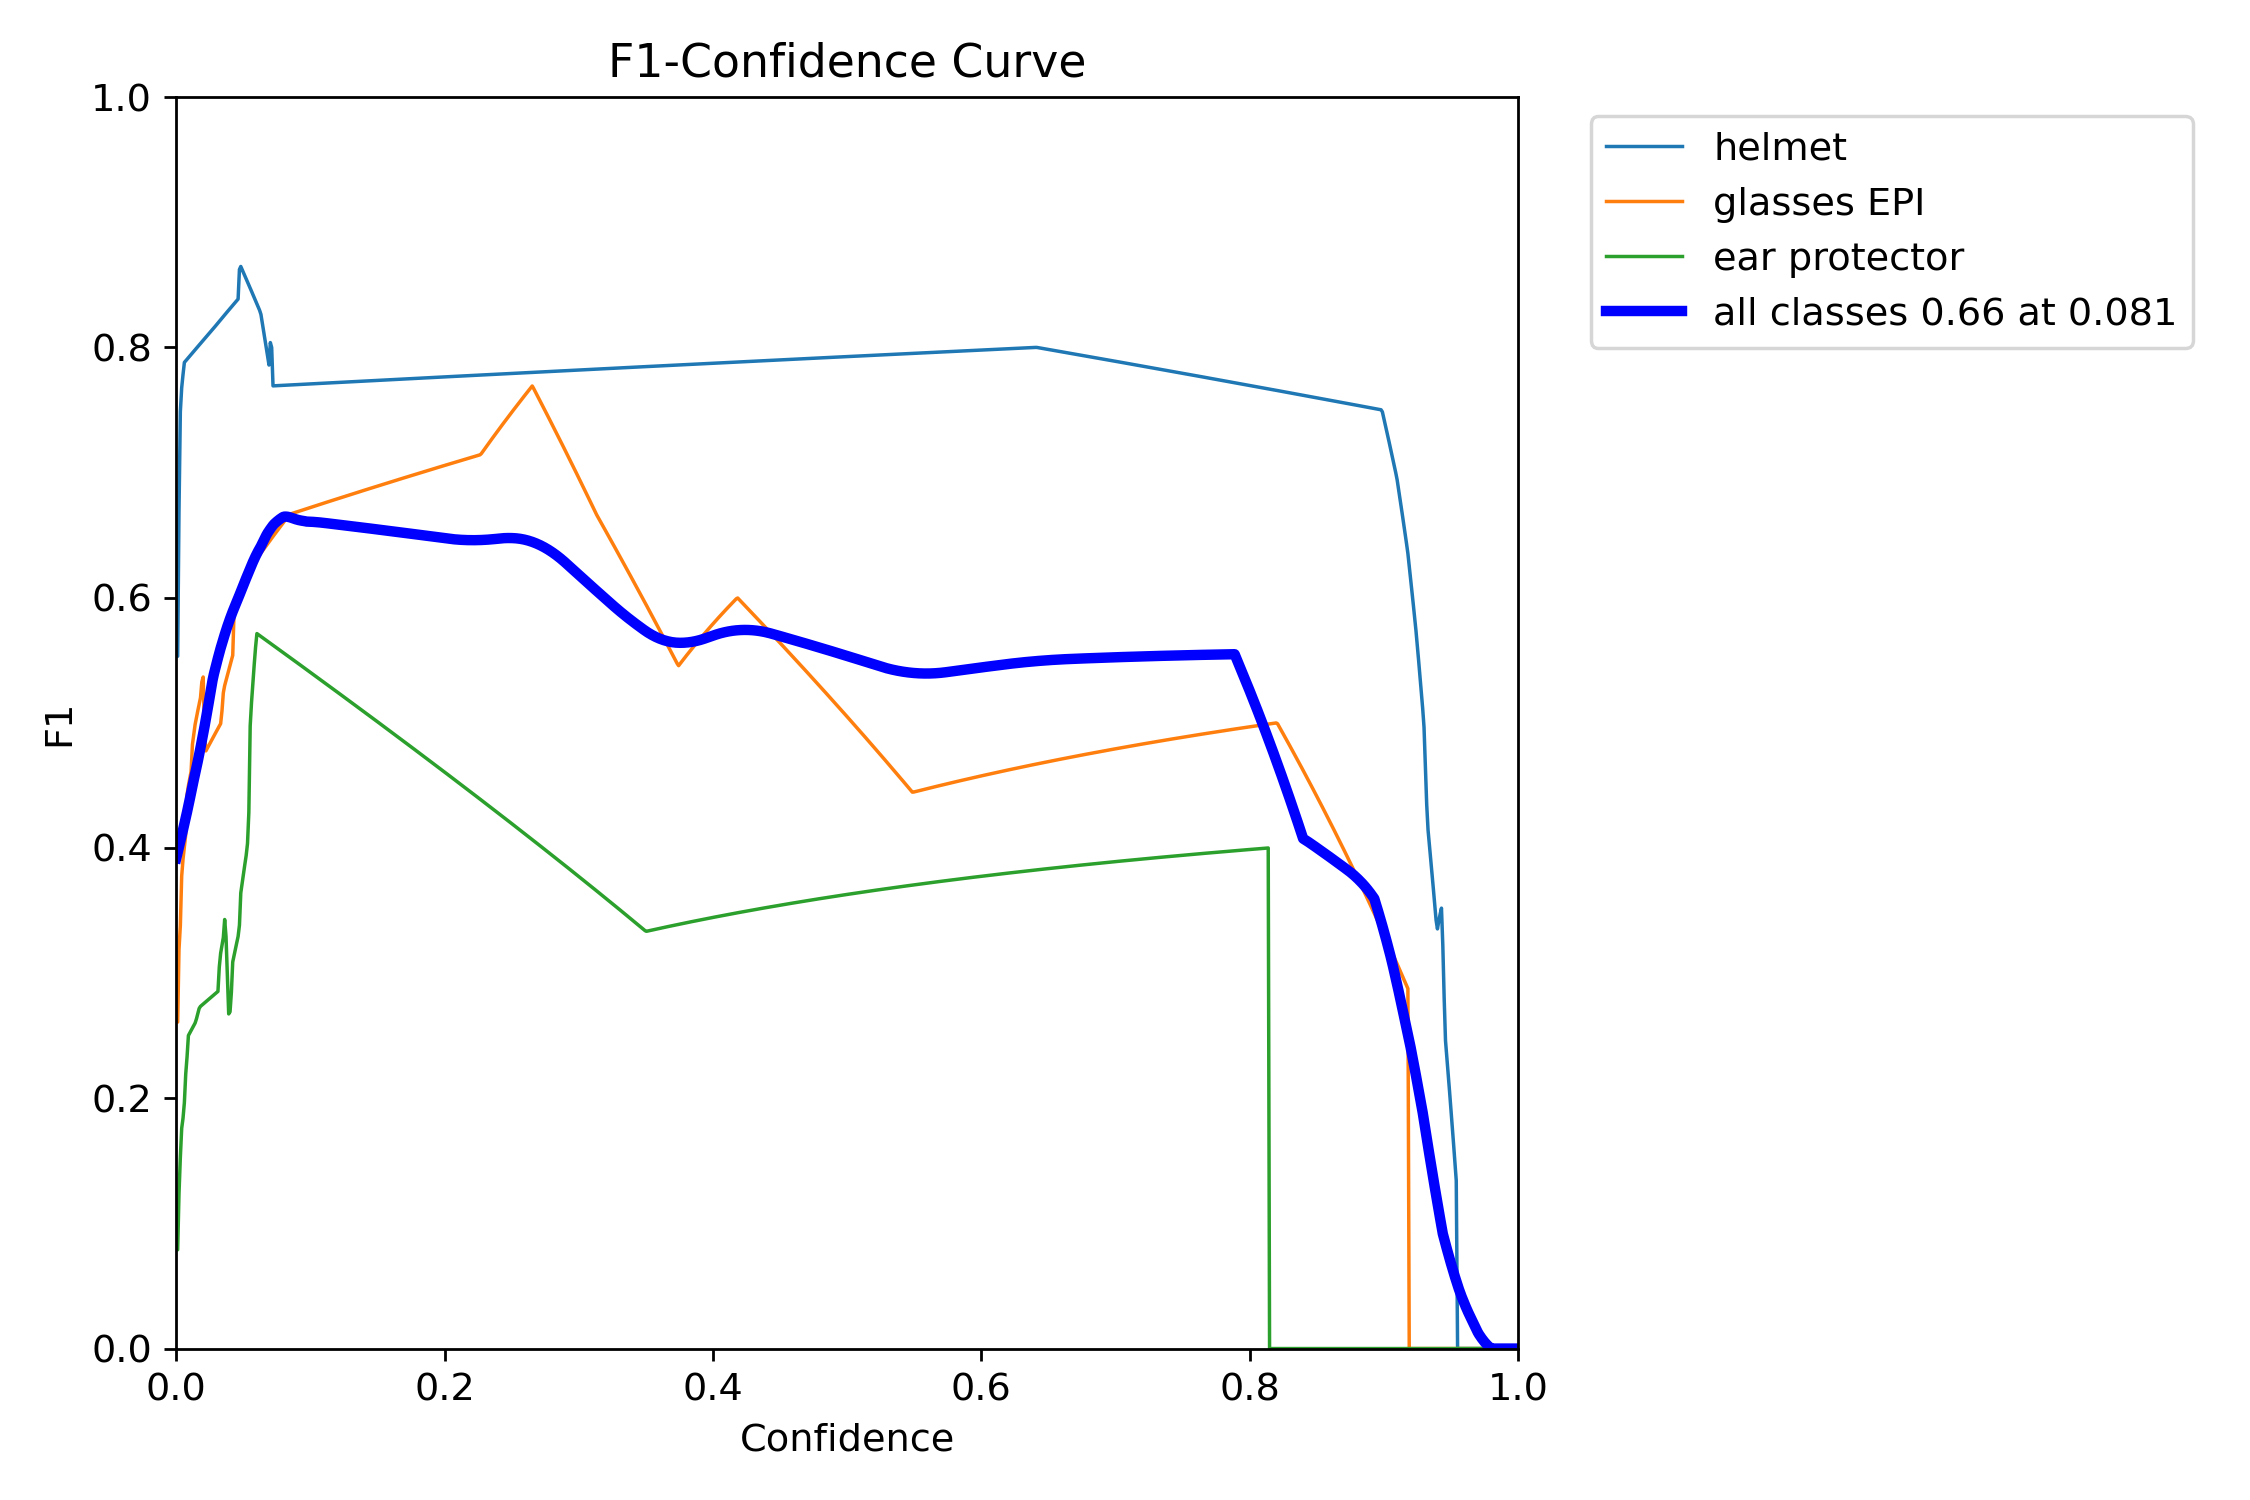 F1-Confidence Curve
1.0
0.8
0.6
0.4
0.2
0.0
F1
0.0 0.2 0.4 0.6 0.8 1.0
Confidence
helmet
glasses EPI
ear protector
all classes 0.66 at 0.081